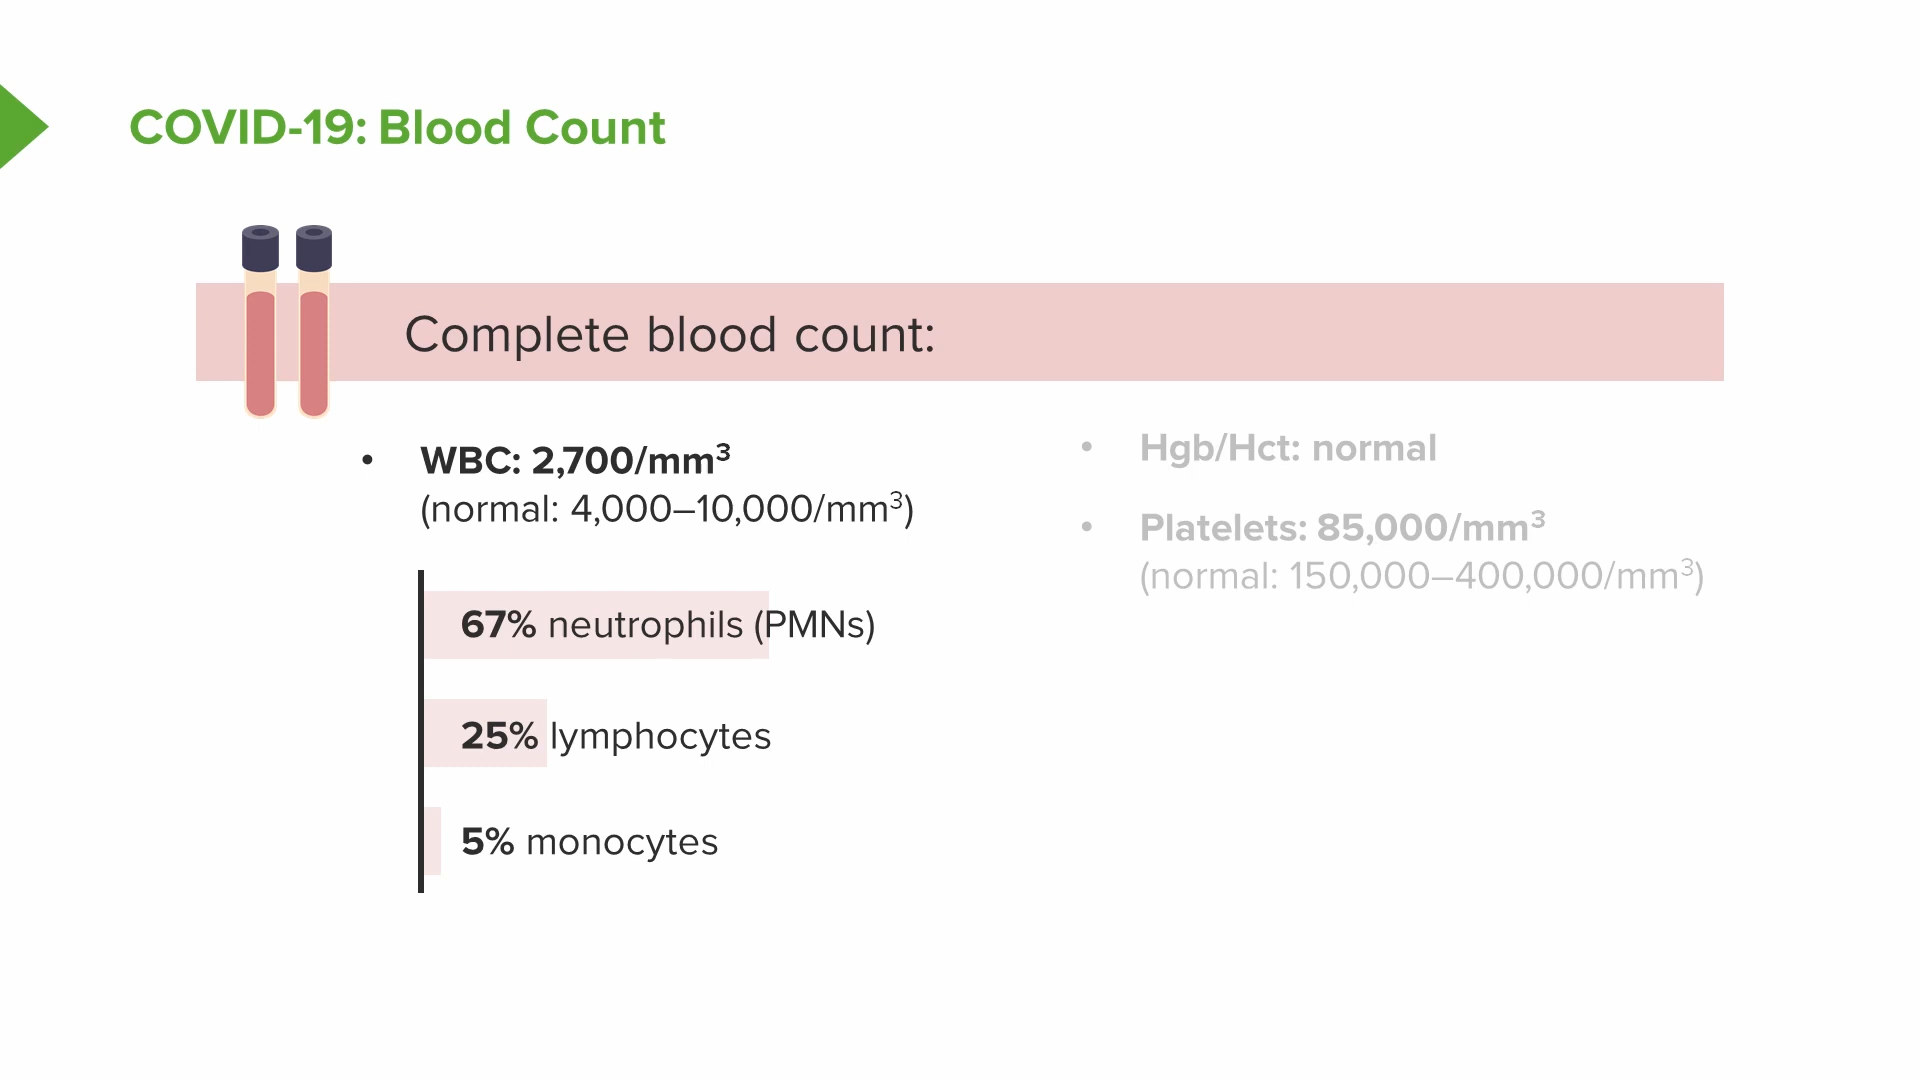 COVID-19: Blood Count
Complete blood count:
• WBC: 2,700/mm³
(normal: 4,000–10,000/mm³)
67% neutrophils (PMNs)
25% lymphocytes
5% monocytes
• Hgb/Hct: normal
• Platelets: 85,000/mm³
(normal: 150,000–400,000/mm³)